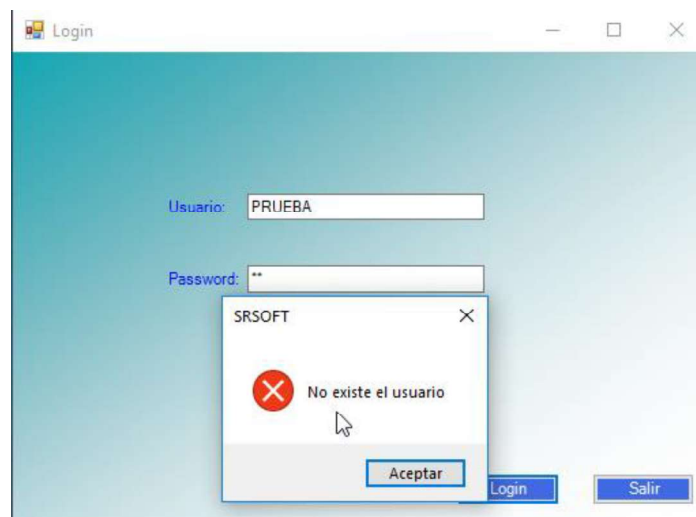 Login
Usuario: PRUEBA
Password: **
SRSOFT
No existe el usuario
Aceptar
Login
Salir